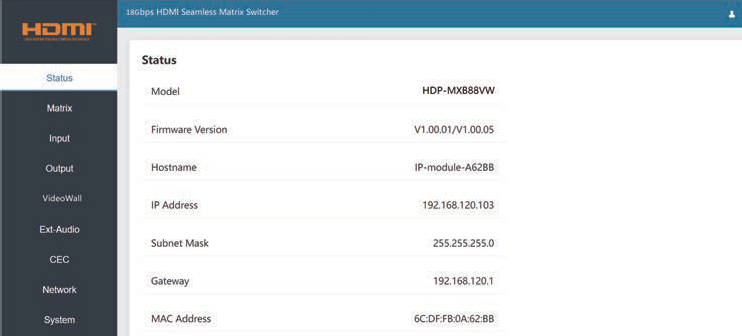 18Gbps HDMI Seamless Matrix Switcher
HDMI
Status
Matrix
Input
Output
VideoWall
Ext-Audio
CEC
Network
System
Status
Model HDP-MXB88VW
Firmware Version V1.00.01/V1.00.05
Hostname IP-module-A62BB
IP Address 192.168.120.103
Subnet Mask 255.255.255.0
Gateway 192.168.120.1
MAC Address 6C:DF:FB:0A:62:BB